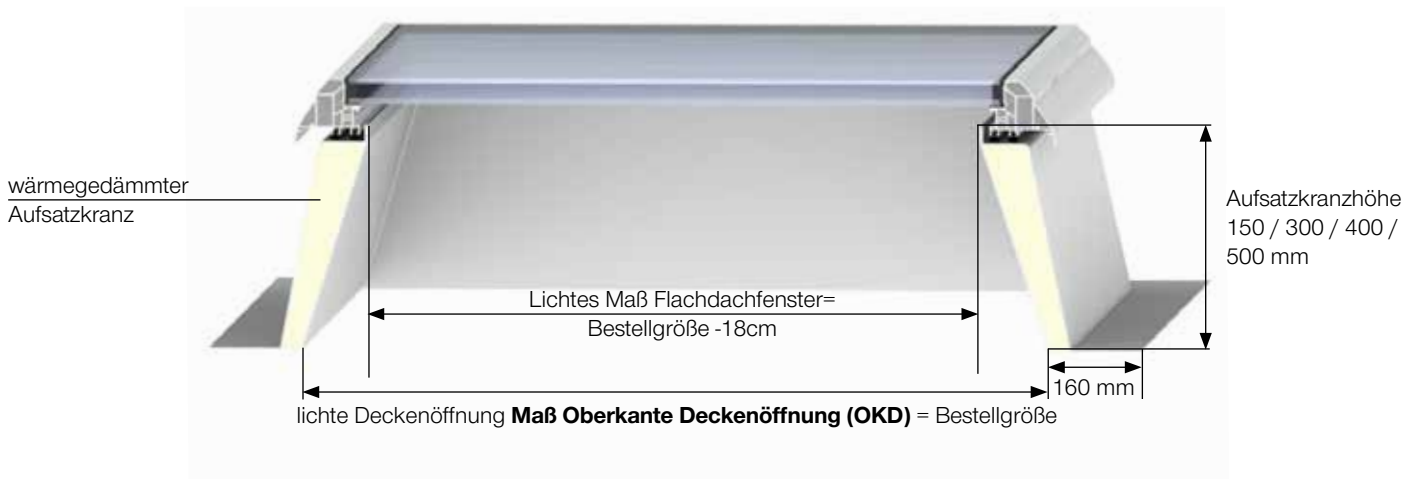 wärmegedämmter
Aufsatzkranz
Aufsatzkranzhöhe
150 / 300 / 400 /
500 mm
Lichtes Maß Flachdachfenster=
Bestellgröße -18cm
160 mm
lichte Deckenöffnung Maß Oberkante Deckenöffnung (OKD) = Bestellgröße